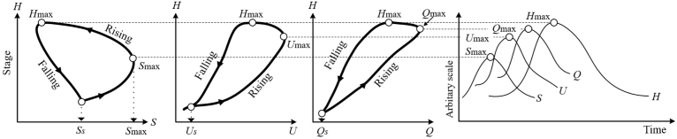 H
Hmax
Rising
Falling
Smax
Stage
Ss
Smax
S
H
Hmax
Umax
Falling
Rising
Us
U
H
Hmax
Qmax
Falling
Rising
Qs
Q
Hmax
Qmax
Umax
Smax
Arbitary scale
S
U
Q
H
Time